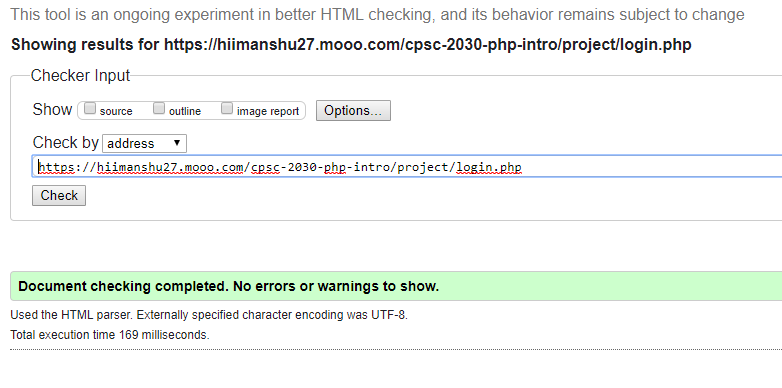 This tool is an ongoing experiment in better HTML checking, and its behavior remains subject to change
Showing results for https://hiimanshu27.mooo.com/cpsc-2030-php-intro/project/login.php
Checker Input
Show source outline image report Options...
Check by address
https://hiimanshu27.mooo.com/cpsc-2030-php-intro/project/login.php
Check
Document checking completed. No errors or warnings to show.
Used the HTML parser. Externally specified character encoding was UTF-8.
Total execution time 169 milliseconds.